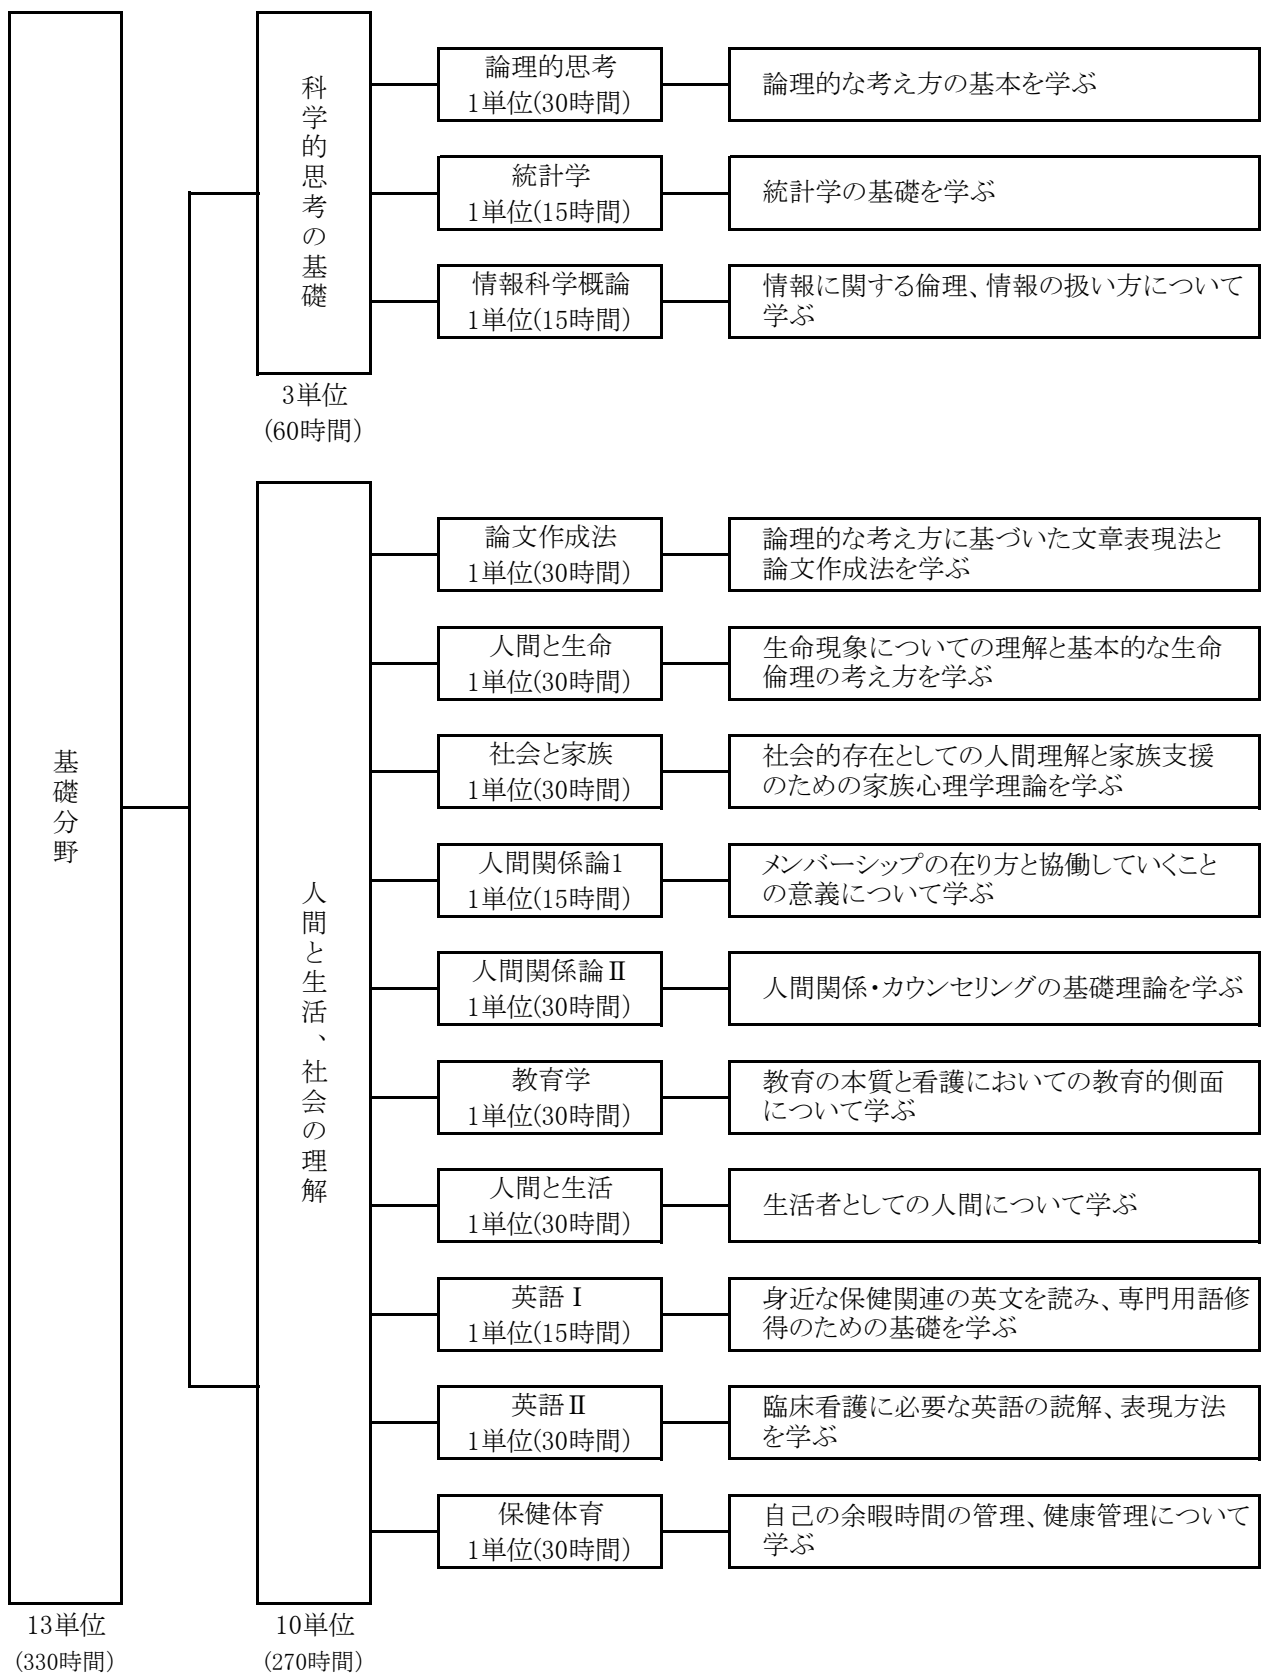 基礎分野
13単位
(330時間)
科学的思考の基礎
3単位
(60時間)
論理的思考
1単位(30時間)
論理的な考え方の基本を学ぶ
統計学
1単位(15時間)
統計学の基礎を学ぶ
情報科学概論
1単位(15時間)
情報に関する倫理、情報の扱い方について
学ぶ
人間と生活、社会の理解
10単位
(270時間)
論文作成法
1単位(30時間)
論理的な考え方に基づいた文章表現法と
論文作成法を学ぶ
人間と生命
1単位(30時間)
生命現象についての理解と基本的な生命
倫理の考え方を学ぶ
社会と家族
1単位(30時間)
社会的存在としての人間理解と家族支援
のための家族心理学理論を学ぶ
人間関係論1
1単位(15時間)
メンバーシップの在り方と協働していくこと
の意義について学ぶ
人間関係論Ⅱ
1単位(30時間)
人間関係・カウンセリングの基礎理論を学ぶ
教育学
1単位(30時間)
教育の本質と看護においての教育的側面
について学ぶ
人間と生活
1単位(30時間)
生活者としての人間について学ぶ
英語Ⅰ
1単位(15時間)
身近な保健関連の英文を読み、専門用語修
得のための基礎を学ぶ
英語Ⅱ
1単位(30時間)
臨床看護に必要な英語の読解、表現方法
を学ぶ
保健体育
1単位(30時間)
自己の余暇時間の管理、健康管理について
学ぶ